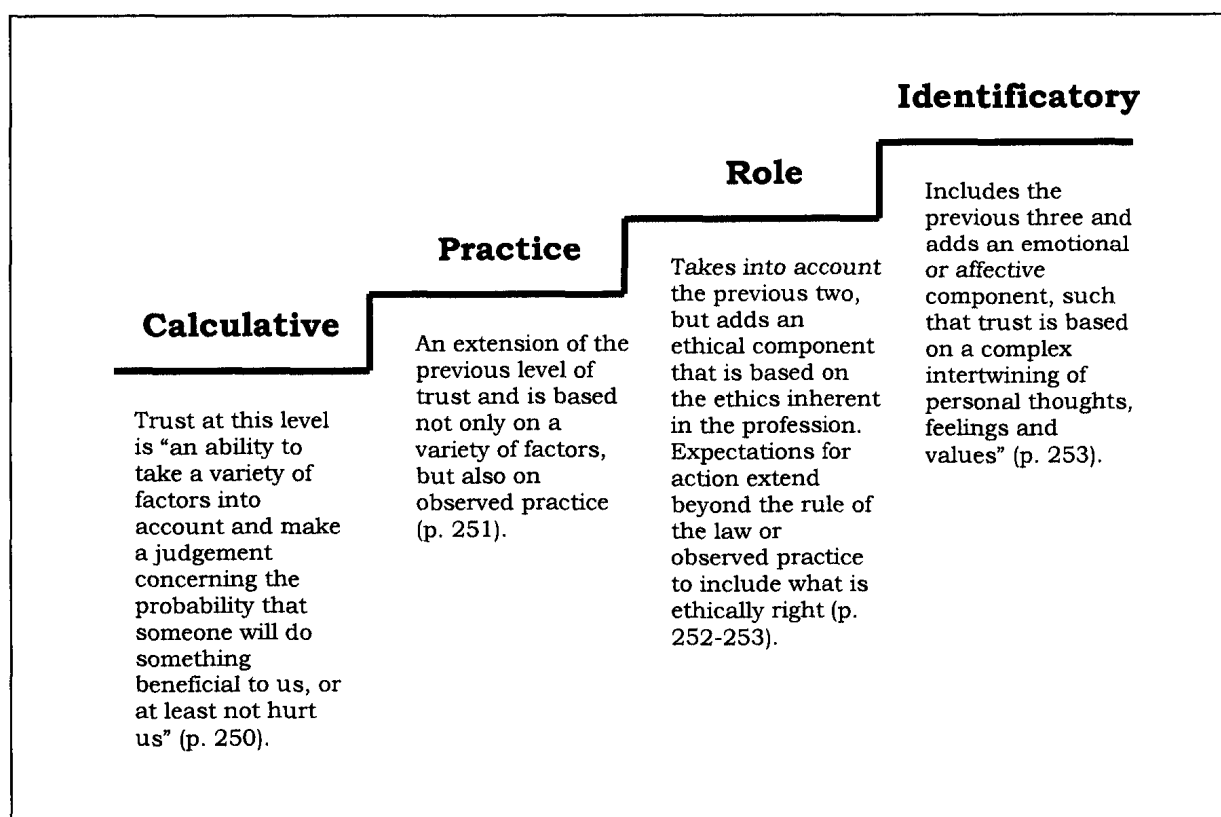 Calculative
Trust at this level
is “an ability to
take a variety of
factors into
account and make
a judgement
concerning the
probability that
someone will do
something
beneficial to us, or
at least not hurt
us” (p. 250).
Practice
An extension of the
previous level of
trust and is based
not only on a
variety of factors,
but also on
observed practice
(p. 251).
Role
Takes into account
the previous two,
but adds an
ethical component
that is based on
the ethics inherent
in the profession.
Expectations for
action extend
beyond the rule of
the law or
observed practice
to include what is
ethically right (p.
252-253).
Identificatory
Includes the
previous three and
adds an emotional
or affective
component, such
that trust is based
on a complex
intertwining of
personal thoughts,
feelings and
values” (p. 253).